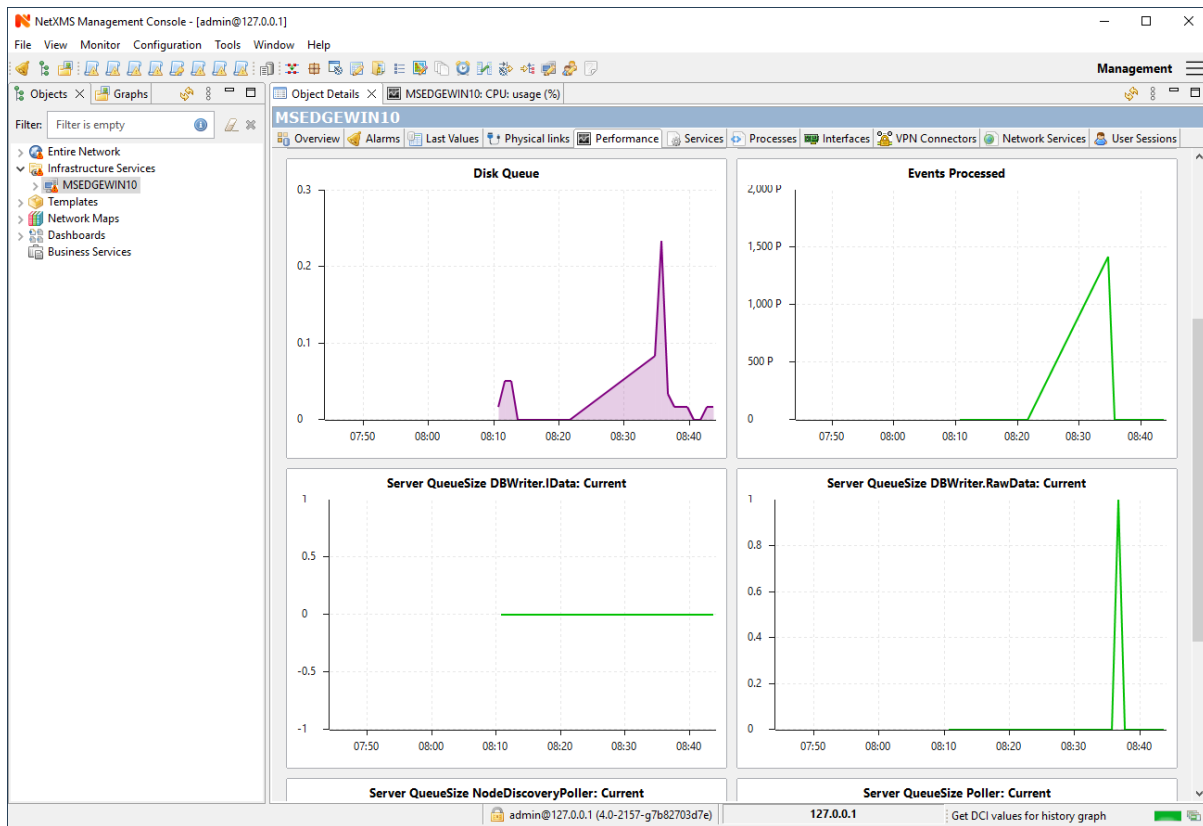 NetXMS Management Console - [admin@127.0.0.1]
File View Monitor Configuration Tools Window Help
Management
Objects Graphs
Object Details MSEDGEWIN10: CPU: usage (%)
Filter: Filter is empty
MSEDGEWIN10
Overview Alarms Last Values Physical links Performance Services Processes Interfaces VPN Connectors Network Services User Sessions
Entire Network
Infrastructure Services
MSEDGEWIN10
Templates
Network Maps
Dashboards
Business Services
Disk Queue
0.3
0.2
0.1
0
07:50 08:00 08:10 08:20 08:30 08:40
Events Processed
2,000 P
1,500 P
1,000 P
500 P
0
07:50 08:00 08:10 08:20 08:30 08:40
Server QueueSize DBWriter.IData: Current
1
0.5
0
-0.5
-1
07:50 08:00 08:10 08:20 08:30 08:40
Server QueueSize DBWriter.RawData: Current
1
0.8
0.6
0.4
0.2
0
07:50 08:00 08:10 08:20 08:30 08:40
Server QueueSize NodeDiscoveryPoller: Current
Server QueueSize Poller: Current
admin@127.0.0.1 (4.0-2157-g7b82703d7e)
127.0.0.1
Get DCI values for history graph